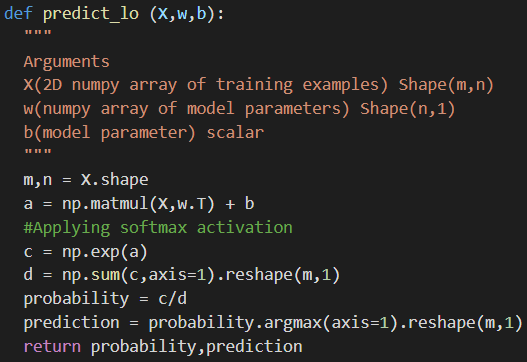 def predict_lo (X,w,b):
"""
Arguments
X(2D numpy array of training examples) Shape(m,n)
w(numpy array of model parameters) Shape(n,1)
b(model parameter) scalar
"""
m,n = X.shape
a = np.matmul(X,w.T) + b
#Applying softmax activation
c = np.exp(a)
d = np.sum(c,axis=1).reshape(m,1)
probability = c/d
prediction = probability.argmax(axis=1).reshape(m,1)
return probability,prediction